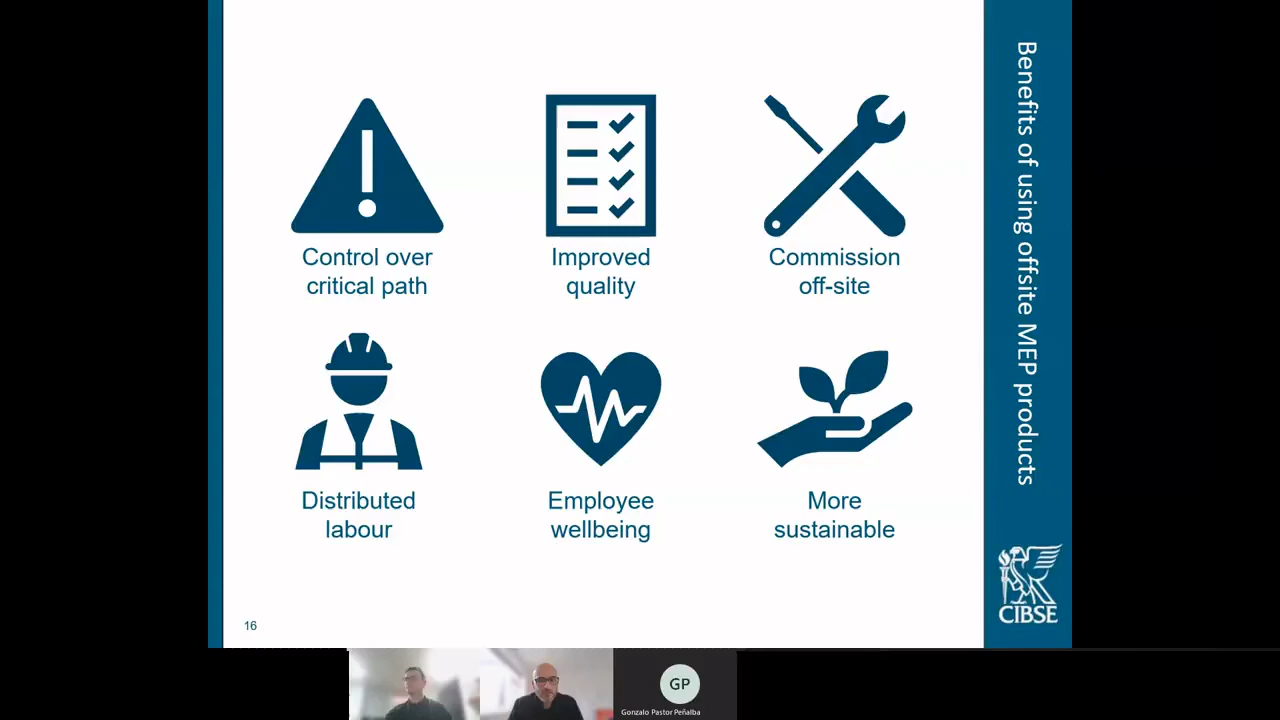 Benefits of using offsite MEP products
Control over
critical path
Improved
quality
Commission
off-site
Distributed
labour
Employee
wellbeing
More
sustainable
16
CIBSE
GP
Gonzalo Pastor Peñalba